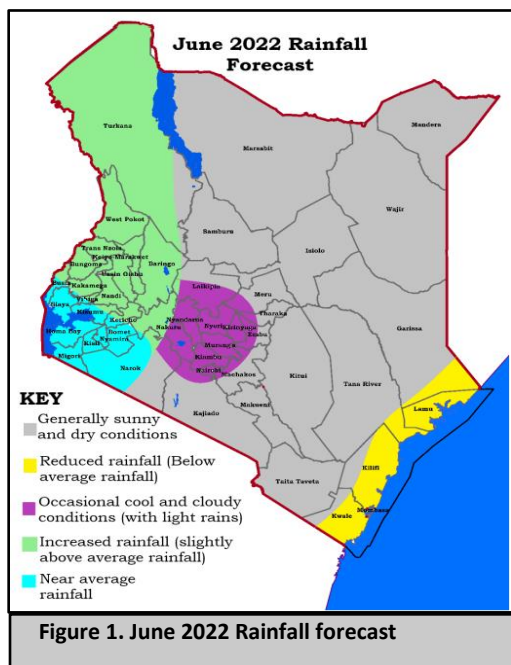 June 2022 Rainfall
Forecast
Turkana
Marsabit
Mandera
Wajir
West Pokot
Samburu
Isiolo
Trans Nzoia
Elgeyo-Marakwet
Bungoma
Uasin Gishu
Baringo
Busia
Kakamega
Nandi
Laikipia
Meru
Siaya
Vihiga
Kisumu
Tharaka
Kericho
Nyandarua
Nyeri
Kirinyaga
Embu
Garissa
Nakuru
Homa Bay
Bomet
Nyamira
Kisii
Muranga
Kiambu
Migori
Narok
Nairobi
Machakos
Kitui
Tana River
Lamu
KEY
Kajiado
Makueni
Generally sunny
and dry conditions
Reduced rainfall (Below
average rainfall)
Taita Taveta
Kilifi
Occasional cool and cloudy
conditions (with light rains)
Kwale
Mombasa
Increased rainfall (slightly
above average rainfall)
Near average
rainfall
Figure 1. June 2022 Rainfall forecast